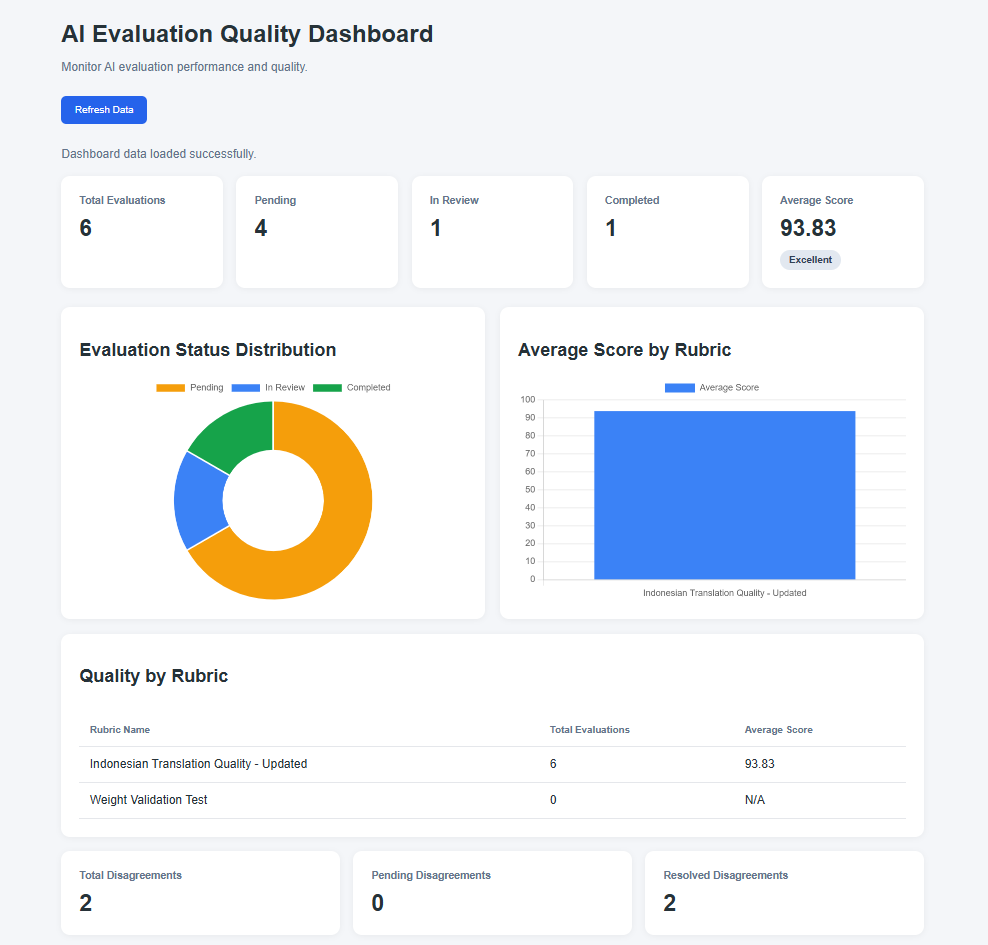 AI Evaluation Quality Dashboard
Monitor AI evaluation performance and quality.
Refresh Data
Dashboard data loaded successfully.
Total Evaluations
6
Pending
4
In Review
1
Completed
1
Average Score
93.83
Excellent
Evaluation Status Distribution
Pending In Review Completed
Average Score by Rubric
Average Score
100
90
80
70
60
50
40
30
20
10
0
Indonesian Translation Quality - Updated
Quality by Rubric
Rubric Name Total Evaluations Average Score
Indonesian Translation Quality - Updated 6 93.83
Weight Validation Test 0 N/A
Total Disagreements
2
Pending Disagreements
0
Resolved Disagreements
2